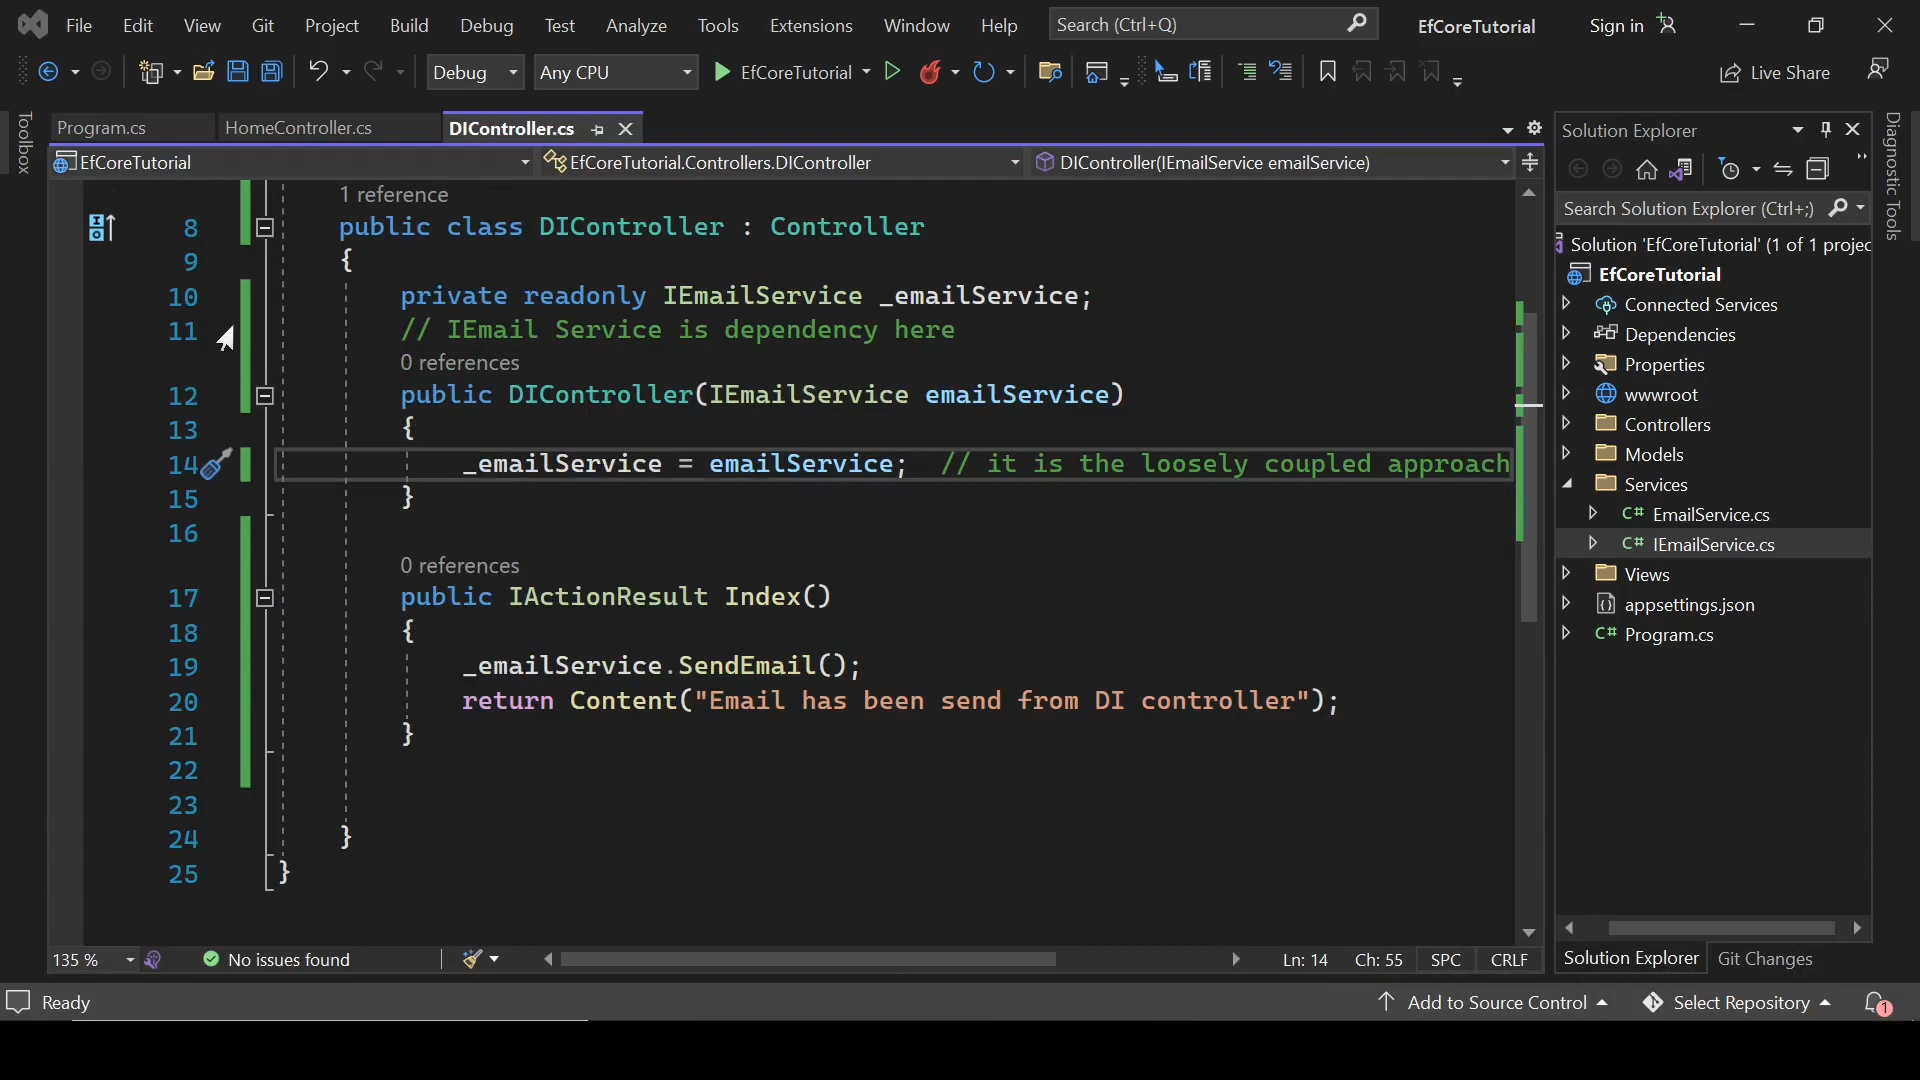 File Edit View Git Project Build Debug Test Analyze Tools Extensions Window Help Search (Ctrl+Q) EfCoreTutorial Sign in
Debug Any CPU EfCoreTutorial Live Share
Toolbox
Program.cs HomeController.cs DIController.cs
EfCoreTutorial EfCoreTutorial.Controllers.DIController DIController(IEmailService emailService)
1 reference
8 public class DIController : Controller
9 {
10 private readonly IEmailService _emailService;
11 // IEmail Service is dependency here
0 references
12 public DIController(IEmailService emailService)
13 {
14 _emailService = emailService; // it is the loosely coupled approach
15 }
16
0 references
17 public IActionResult Index()
18 {
19 _emailService.SendEmail();
20 return Content("Email has been send from DI controller");
21 }
22
23
24 }
25 }
135 % No issues found Ln: 14 Ch: 55 SPC CRLF
Solution Explorer
Search Solution Explorer (Ctrl+;)
Solution 'EfCoreTutorial' (1 of 1 projec
EfCoreTutorial
Connected Services
Dependencies
Properties
wwwroot
Controllers
Models
Services
C# EmailService.cs
C# IEmailService.cs
Views
appsettings.json
C# Program.cs
Solution Explorer Git Changes
Diagnostic Tools
Ready Add to Source Control Select Repository 1